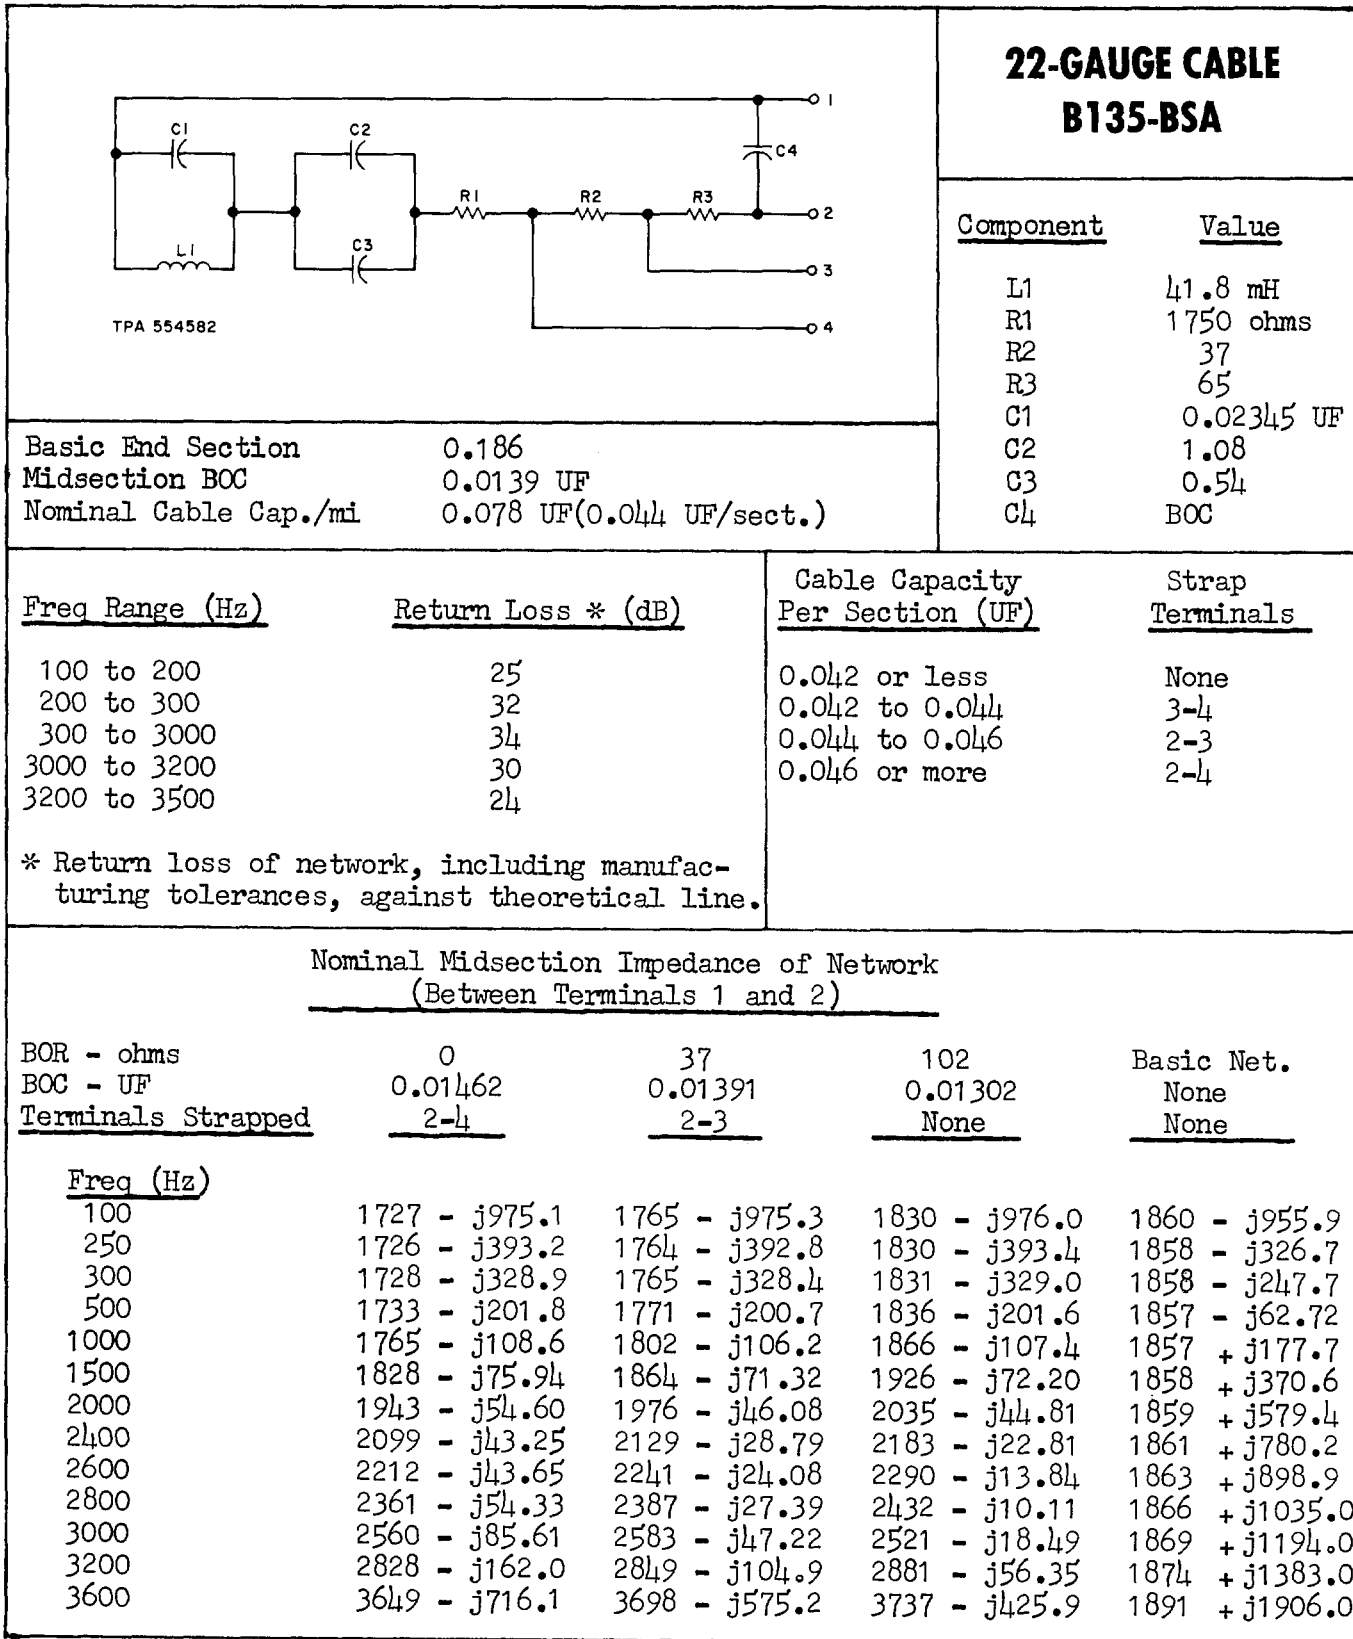 22-GAUGE CABLE
B135-BSA
1
C1
C2
C4
R1
R2
R3
2
L1
C3
3
TPA 554582
4
Component Value
L1 41.8 mH
R1 1750 ohms
R2 37
R3 65
C1 0.02345 UF
C2 1.08
C3 0.54
C4 BOC
Basic End Section 0.186
Midsection BOC 0.0139 UF
Nominal Cable Cap./mi 0.078 UF(0.044 UF/sect.)
Freq Range (Hz) Return Loss * (dB)
100 to 200 25
200 to 300 32
300 to 3000 34
3000 to 3200 30
3200 to 3500 24
* Return loss of network, including manufac-
turing tolerances, against theoretical line.
Cable Capacity Strap
Per Section (UF) Terminals
0.042 or less None
0.042 to 0.044 3-4
0.044 to 0.046 2-3
0.046 or more 2-4
Nominal Midsection Impedance of Network
(Between Terminals 1 and 2)
BOR - ohms 0 37 102 Basic Net.
BOC - UF 0.01462 0.01391 0.01302 None
Terminals Strapped 2-4 2-3 None None
Freq (Hz)
100 1727 - j975.1 1765 - j975.3 1830 - j976.0 1860 - j955.9
250 1726 - j393.2 1764 - j392.8 1830 - j393.4 1858 - j326.7
300 1728 - j328.9 1765 - j328.4 1831 - j329.0 1858 - j247.7
500 1733 - j201.8 1771 - j200.7 1836 - j201.6 1857 - j62.72
1000 1765 - j108.6 1802 - j106.2 1866 - j107.4 1857 + j177.7
1500 1828 - j75.94 1864 - j71.32 1926 - j72.20 1858 + j370.6
2000 1943 - j54.60 1976 - j46.08 2035 - j44.81 1859 + j579.4
2400 2099 - j43.25 2129 - j28.79 2183 - j22.81 1861 + j780.2
2600 2212 - j43.65 2241 - j24.08 2290 - j13.84 1863 + j898.9
2800 2361 - j54.33 2387 - j27.39 2432 - j10.11 1866 + j1035.0
3000 2560 - j85.61 2583 - j47.22 2521 - j18.49 1869 + j1194.0
3200 2828 - j162.0 2849 - j104.9 2881 - j56.35 1874 + j1383.0
3600 3649 - j716.1 3698 - j575.2 3737 - j425.9 1891 + j1906.0